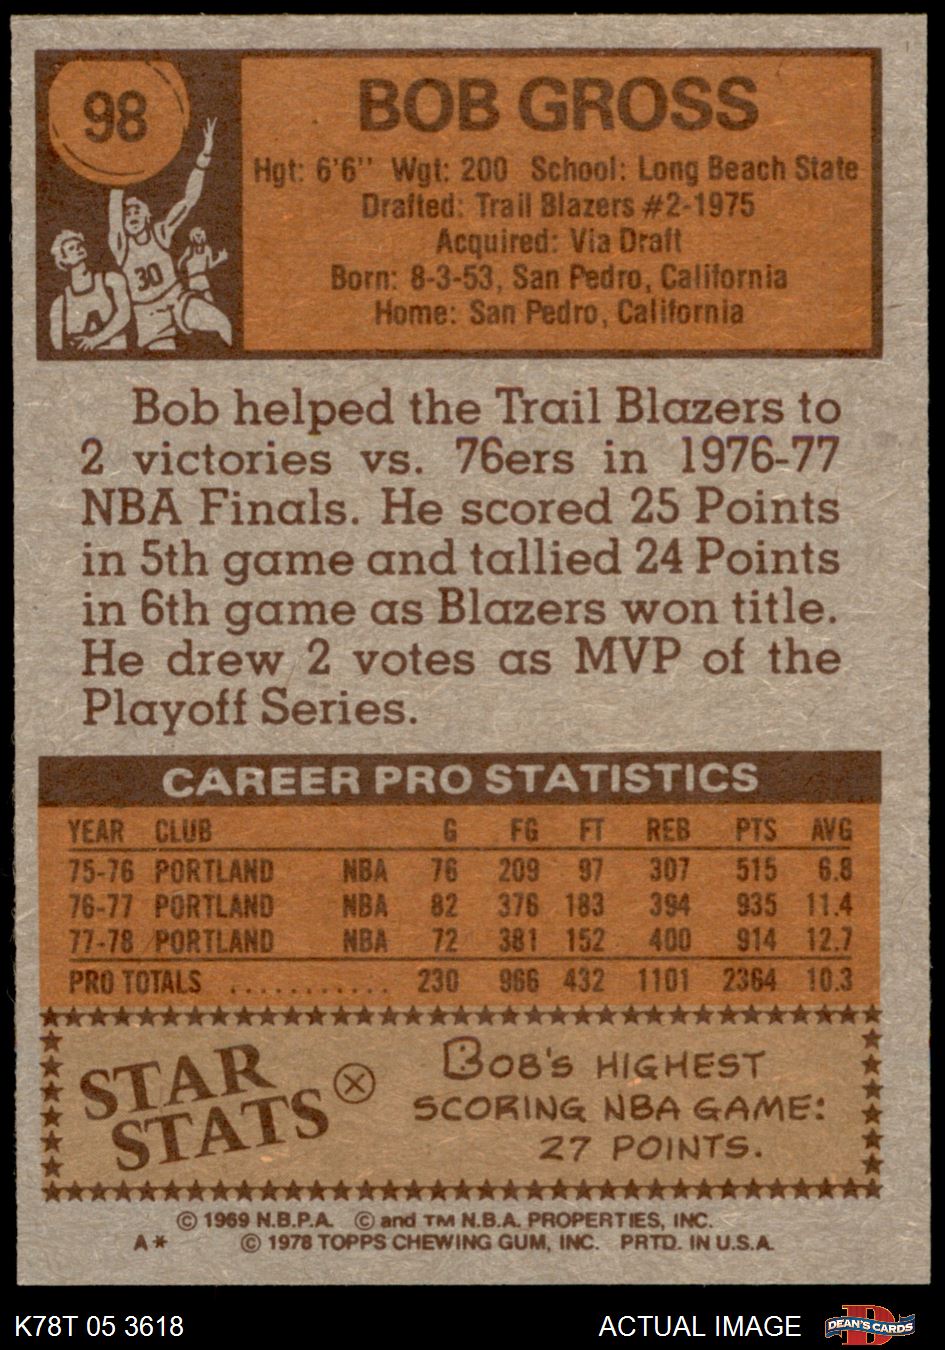 98
BOB GROSS
Hgt: 6'6" Wgt: 200 School: Long Beach State
Drafted: Trail Blazers #2-1975
Acquired: Via Draft
Born: 8-3-53, San Pedro, California
Home: San Pedro, California
30
A
Bob helped the Trail Blazers to
2 victories vs. 76ers in 1976-77
NBA Finals. He scored 25 Points
in 5th game and tallied 24 Points
in 6th game as Blazers won title.
He drew 2 votes as MVP of the
Playoff Series.
CAREER PRO STATISTICS
YEAR CLUB G FG FT REB PTS AVG
75-76 PORTLAND NBA 76 209 97 307 515 6.8
76-77 PORTLAND NBA 82 376 183 394 935 11.4
77-78 PORTLAND NBA 72 381 152 400 914 12.7
PRO TOTALS ........... 230 966 432 1101 2364 10.3
STAR
STATS
BOB'S HIGHEST
SCORING NBA GAME:
27 POINTS.
© 1969 N.B.P.A. © and TM N.B.A. PROPERTIES, INC.
A* © 1978 TOPPS CHEWING GUM, INC. PRTD. IN U.S.A.
K78T 05 3618 ACTUAL IMAGE D DEAN'S CARDS